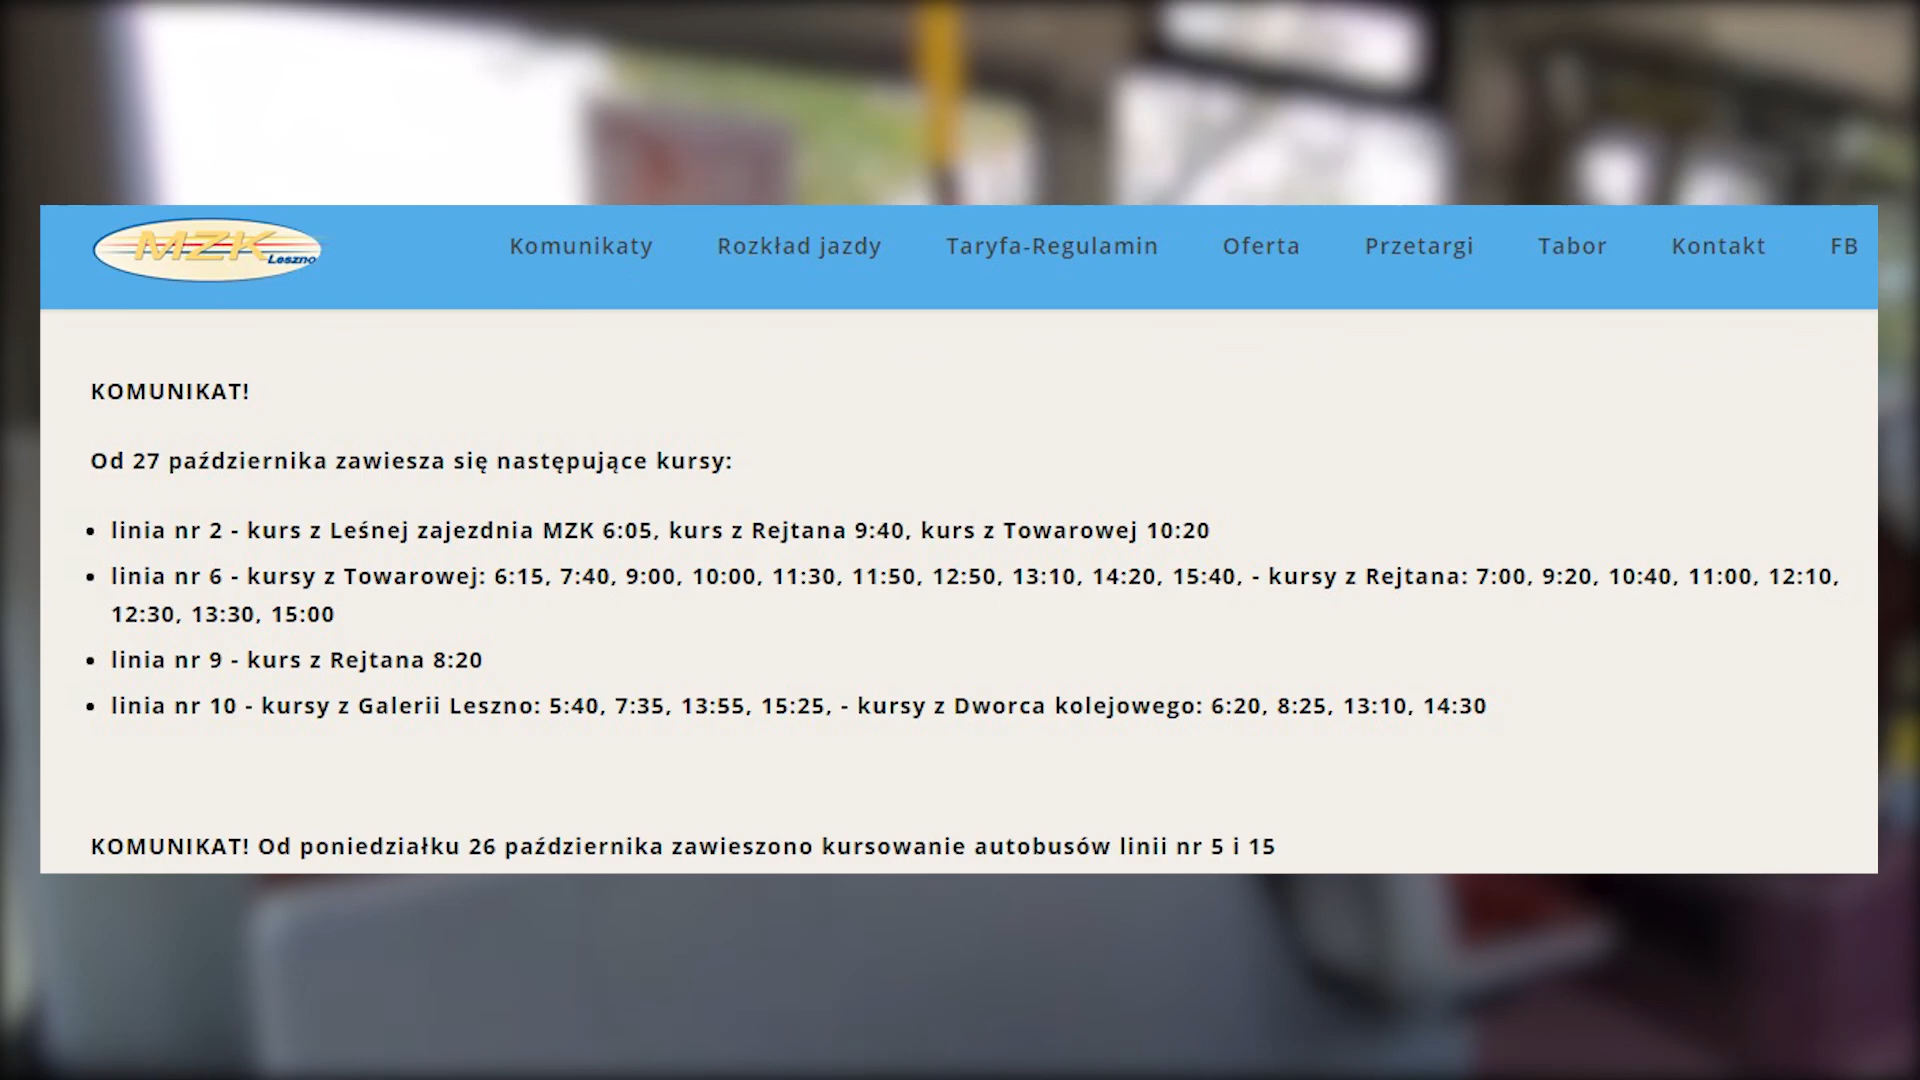 MZK Leszno
Komunikaty Rozkład jazdy Taryfa-Regulamin Oferta Przetargi Tabor Kontakt FB
KOMUNIKAT!
Od 27 października zawiesza się następujące kursy:
• linia nr 2 - kurs z Leśnej zajezdnia MZK 6:05, kurs z Rejtana 9:40, kurs z Towarowej 10:20
• linia nr 6 - kursy z Towarowej: 6:15, 7:40, 9:00, 10:00, 11:30, 11:50, 12:50, 13:10, 14:20, 15:40, - kursy z Rejtana: 7:00, 9:20, 10:40, 11:00, 12:10,
12:30, 13:30, 15:00
• linia nr 9 - kurs z Rejtana 8:20
• linia nr 10 - kursy z Galerii Leszno: 5:40, 7:35, 13:55, 15:25, - kursy z Dworca kolejowego: 6:20, 8:25, 13:10, 14:30
KOMUNIKAT! Od poniedziałku 26 października zawieszono kursowanie autobusów linii nr 5 i 15